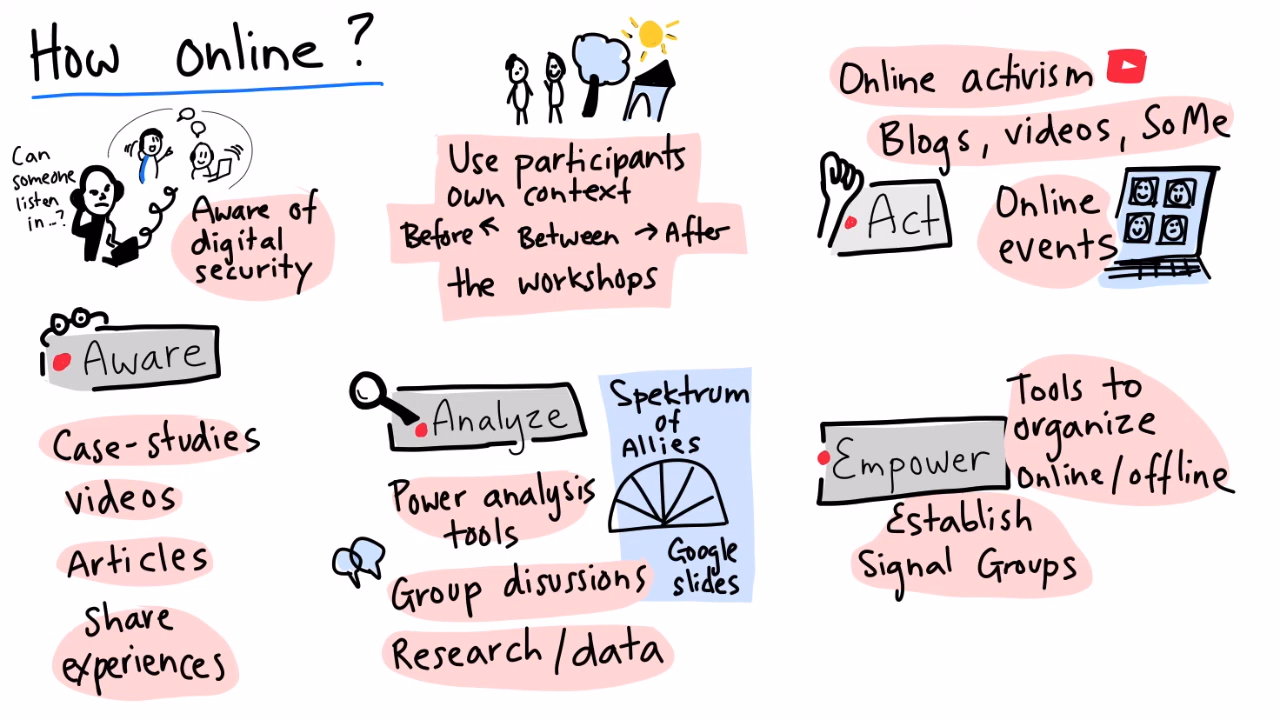 How online?
Can
someone
listen
in...?
Aware of
digital
security
Use participants
own context
Before ← Between → After
the workshops
Online activism
Blogs, videos, SoMe
Act
Online
events
Aware
Case-studies
videos
Articles
Share
experiences
Analyze
Power analysis
tools
Group disussions
Research/data
Spektrum
of
Allies
Google
slides
Empower
Tools to
organize
Online/offline
Establish
Signal Groups